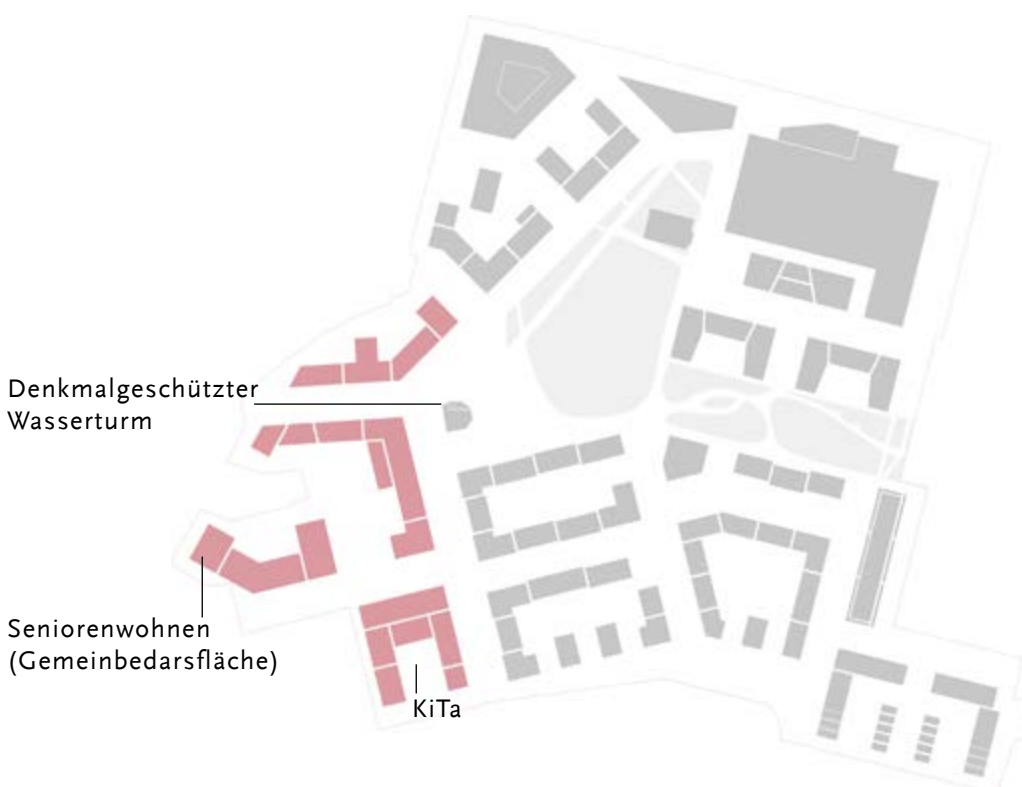 Denkmalgeschützter
Wasserturm
Seniorenwohnen
(Gemeinbedarsfläche)
KiTa